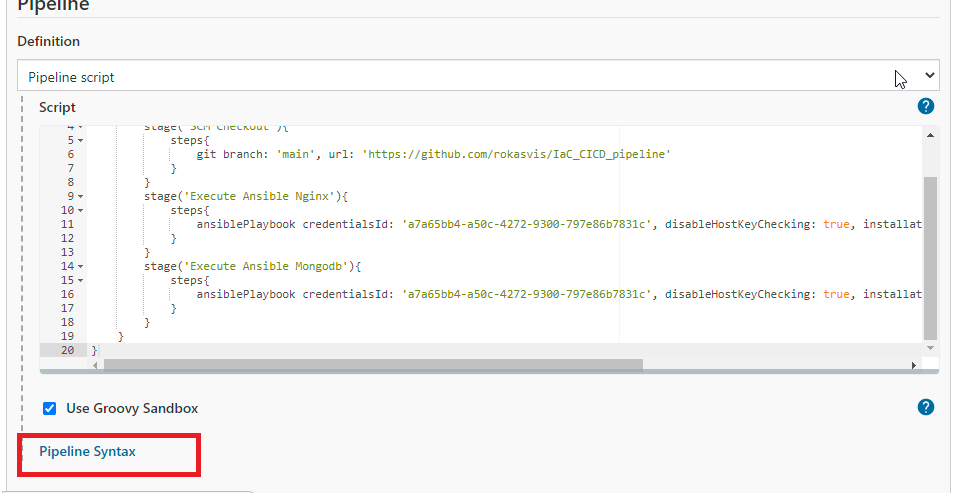 Pipeline
Definition
Pipeline script
Script
?
4 stage('SCM Checkout'){
5 steps{
6 git branch: 'main', url: 'https://github.com/rokasvis/IaC_CICD_pipeline'
7 }
8 }
9 stage('Execute Ansible Nginx'){
10 steps{
11 ansiblePlaybook credentialsId: 'a7a65bb4-a50c-4272-9300-797e86b7831c', disableHostKeyChecking: true, installat
12 }
13 }
14 stage('Execute Ansible Mongodb'){
15 steps{
16 ansiblePlaybook credentialsId: 'a7a65bb4-a50c-4272-9300-797e86b7831c', disableHostKeyChecking: true, installat
17 }
18 }
19 }
20 }
Use Groovy Sandbox
?
Pipeline Syntax